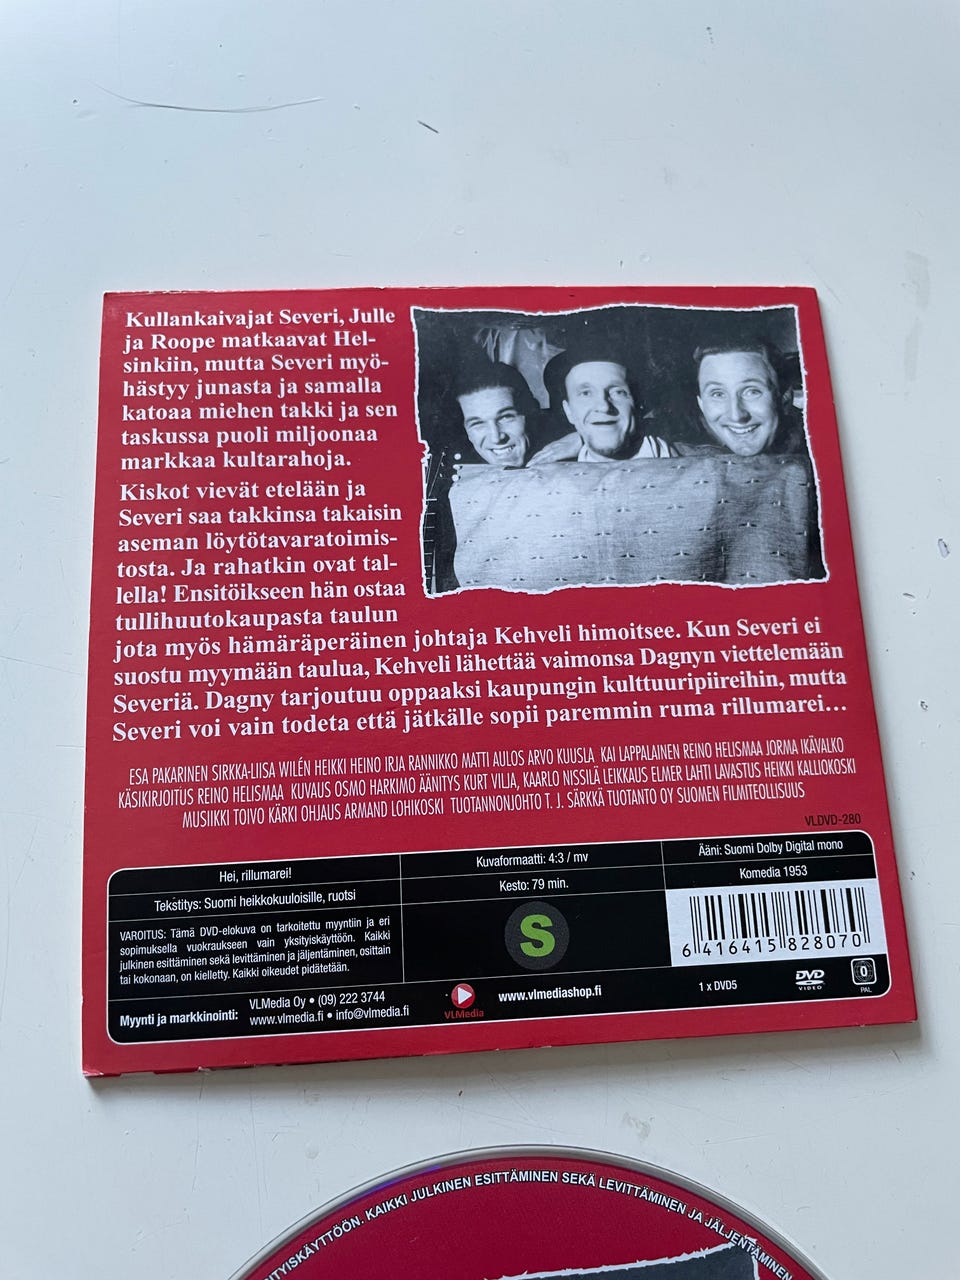 Kullankaivajat Severi, Julle
ja Roope matkaavat Hel-
sinkiin, mutta Severi myö-
hästyy junasta ja samalla
katoaa miehen takki ja sen
taskussa puoli miljoonaa
markkaa kultarahoja.
Kiskot vievät etelään ja
Severi saa takkinsa takaisin
aseman löytötavaratoimis-
tosta. Ja rahatkin ovat tal-
lella! Ensitöikseen hän ostaa
tullihuutokaupasta taulun
jota myös hämäräperäinen johtaja Kehveli himoitsee. Kun Severi ei
suostu myymään taulua, Kehveli lähettää vaimonsa Dagnyn viettelemään
Severiä. Dagny tarjoutuu oppaaksi kaupungin kulttuuripiireihin, mutta
Severi voi vain todeta että jätkälle sopii paremmin ruma rillumarei...
ESA PAKARINEN SIRKKA-LIISA WILÉN HEIKKI HEINO IRJA RANNIKKO MATTI AULOS ARVO KUUSLA KAI LAPPALAINEN REINO HELISMAA JORMA IKÄVALKO
KÄSIKIRJOITUS REINO HELISMAA KUVAUS OSMO HARKIMO ÄÄNITYS KURT VILJA, KAARLO NISSILÄ LEIKKAUS ELMER LAHTI LAVASTUS HEIKKI KALLIOKOSKI
MUSIIKKI TOIVO KÄRKI OHJAUS ARMAND LOHIKOSKI TUOTANNONJOHTO T. J. SÄRKKÄ TUOTANTO OY SUOMEN FILMITEOLLISUUS
VLDVD-280
Hei, rillumarei!
Kuvaformaatti: 4:3 / mv
Ääni: Suomi Dolby Digital mono
Tekstitys: Suomi heikkokuuloisille, ruotsi
Kesto: 79 min.
Komedia 1953
VAROITUS: Tämä DVD-elokuva on tarkoitettu myyntiin ja eri
sopimuksella vuokraukseen vain yksityiskäyttöön. Kaikki
julkinen esittäminen sekä levittäminen ja jäljentäminen, osittain
tai kokonaan, on kielletty. Kaikki oikeudet pidätetään.
S
6 416415 828070
Myynti ja markkinointi:
VLMedia Oy • (09) 222 3744
www.vlmedia.fi • info@vlmedia.fi
VLMedia
www.vlmediashop.fi
1 x DVD5
DVD
VIDEO
0
PAL
KÄYTTÖÖN. KAIKKI JULKINEN ESITTÄMINEN SEKÄ LEVITTÄMINEN JA JÄLJENTÄMINEN